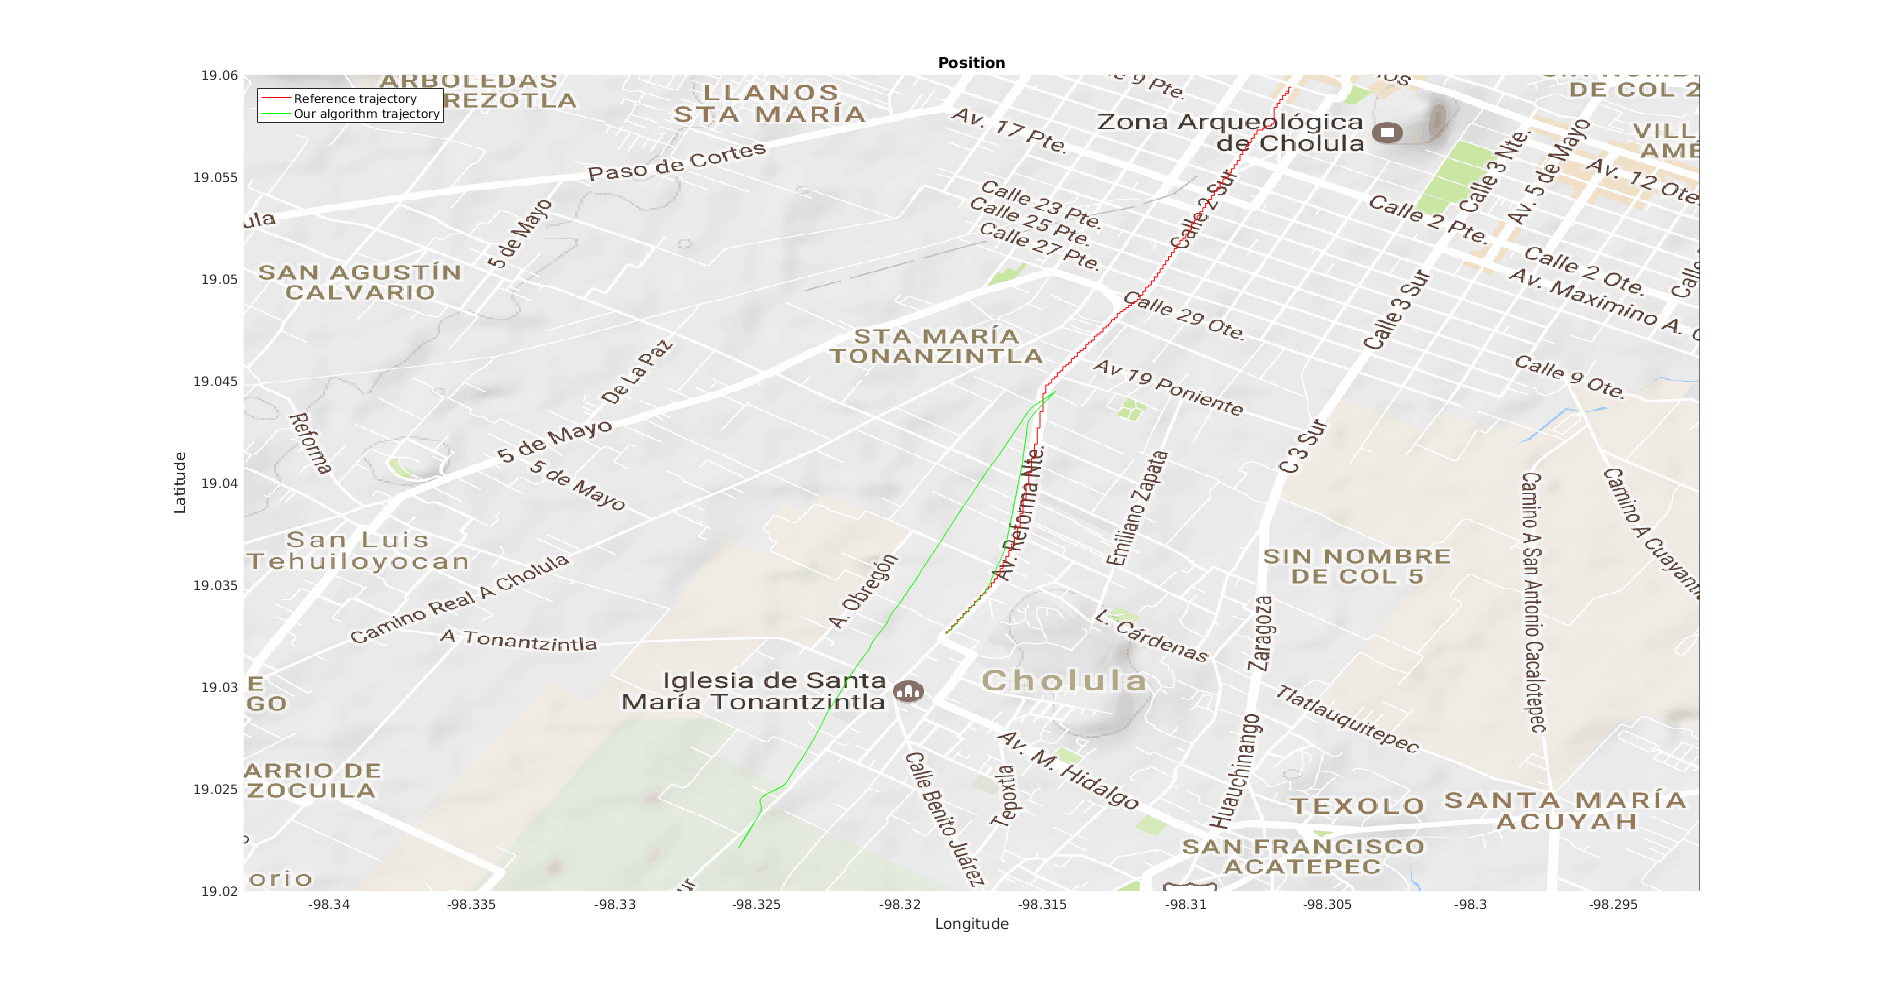 Position
19.06
19.055
19.05
19.045
19.04
19.035
19.03
19.025
19.02
Latitude
-98.34
-98.335
-98.33
-98.325
-98.32
-98.315
-98.31
-98.305
-98.3
-98.295
Longitude
Reference trajectory
Our algorithm trajectory
ARBOLEDAS
REZOTLA
LLANOS
STA MARÍA
Av. 17 Pte.
9 Pte.
Zona Arqueológica
de Cholula
DE COL 2
VILL
AMÉ
Av. 12 Ote.
Calle 3 Nte.
Av. 5 de Mayo
Paso de Cortes
ula
5 de Mayo
Calle 23 Pte.
Calle 25 Pte.
Calle 27 Pte.
Calle 2 Sur
Calle 2 Pte.
Calle 2 Ote.
Av. Maximino A.
Calle
SAN AGUSTÍN
CALVARIO
Calle 29 Ote.
Calle 3 Sur
STA MARÍA
TONANZINTLA
De La Paz
Av 19 Poniente
Calle 9 Ote.
Reforma
5 de Mayo
5 de Mayo
C 3 Sur
Av. Reforma Nte.
Emiliano Zapata
Camino A San Antonio Cacalotepec
Camino A Cuayantla
San Luis
Tehuiloyocan
Camino Real A Cholula
A Tonantzintla
A. Obregón
SIN NOMBRE
DE COL 5
L. Cárdenas
Zaragoza
Iglesia de Santa
María Tonantzintla
Cholula
E
GO
Tlatlauquitepec
Av. M. Hidalgo
Huauchinango
Calle Benito Juárez
Tepoxtla
ARRIO DE
ZOCUILA
TEXOLO
SANTA MARÍA
ACUYAH
SAN FRANCISCO
ACATEPEC
orio